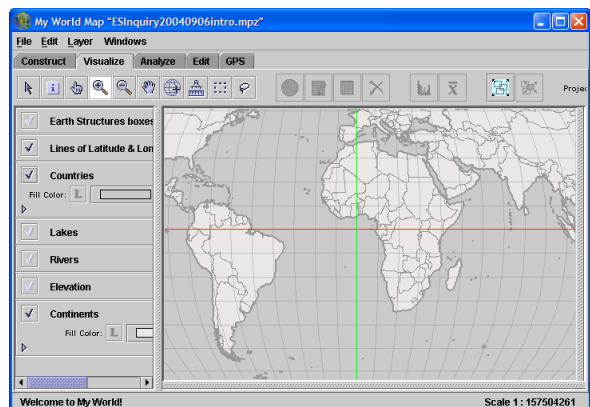 My World Map "ESInquiry20040906intro.mpz"
File Edit Layer Windows
Construct Visualize Analyze Edit GPS
Projec
Earth Structures boxes
Lines of Latitude & Lon
Countries
Fill Color: L
Lakes
Rivers
Elevation
Continents
Fill Color: L
Welcome to My World! Scale 1 : 157504261